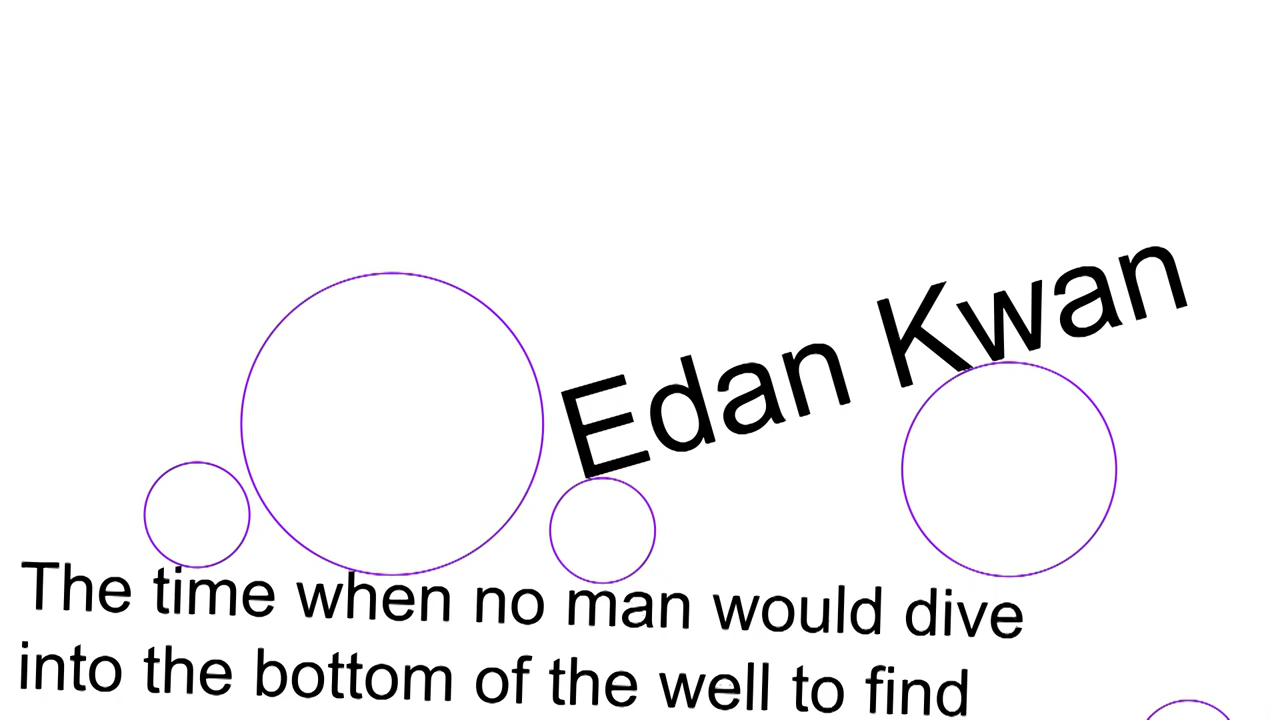 Edan Kwan
The time when no man would dive
into the bottom of the well to find